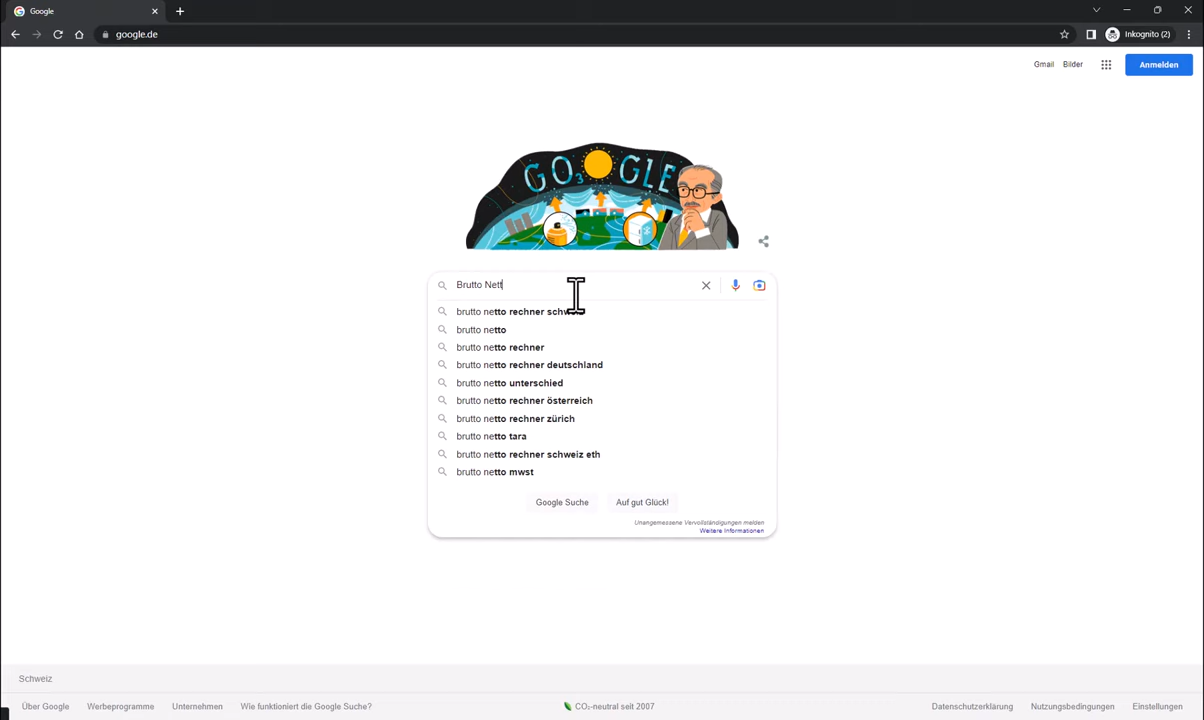 Google
google.de
Inkognito (2)
Gmail Bilder
Anmelden
GO3GLE
Brutto Nett
brutto netto rechner schweiz
brutto netto
brutto netto rechner
brutto netto rechner deutschland
brutto netto unterschied
brutto netto rechner österreich
brutto netto rechner zürich
brutto netto tara
brutto netto rechner schweiz eth
brutto netto mwst
Google Suche Auf gut Glück!
Unangemessene Vervollständigungen melden
Weitere Informationen
Schweiz
Über Google Werbeprogramme Unternehmen Wie funktioniert die Google Suche? CO₂-neutral seit 2007 Datenschutzerklärung Nutzungsbedingungen Einstellungen